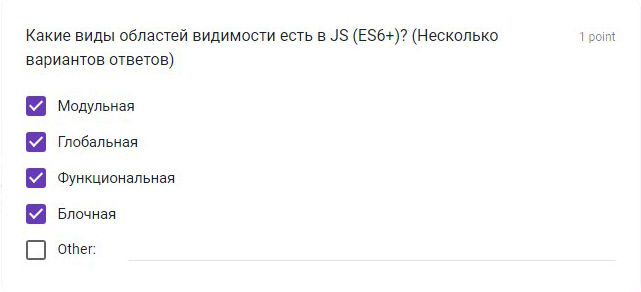 Какие виды областей видимости есть в JS (ES6+)? (Несколько
1 point
вариантов ответов)
Модульная
Глобальная
Функциональная
Блочная
Other: